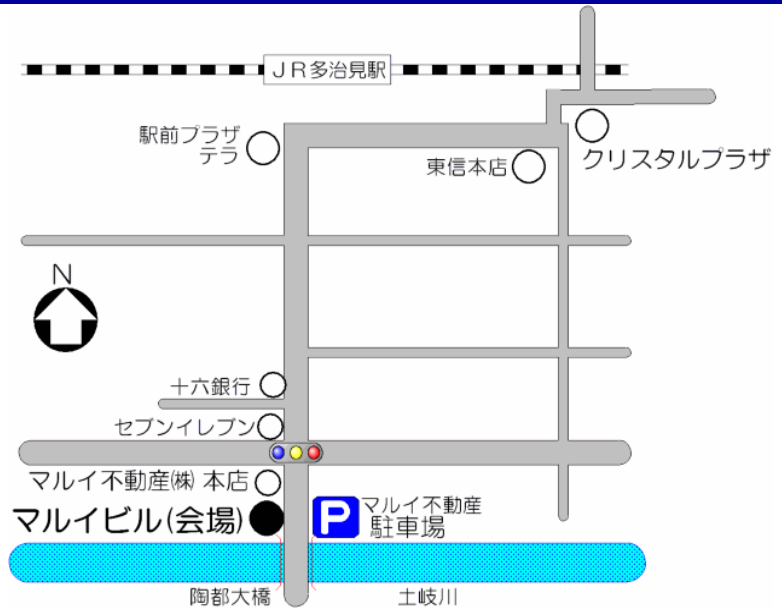 JR多治見駅
駅前プラザ
テラ
東信本店
クリスタルプラザ
N
十六銀行
セブンイレブン
マルイ不動産㈱ 本店
マルイビル(会場)
P
マルイ不動産
駐車場
陶都大橋
土岐川